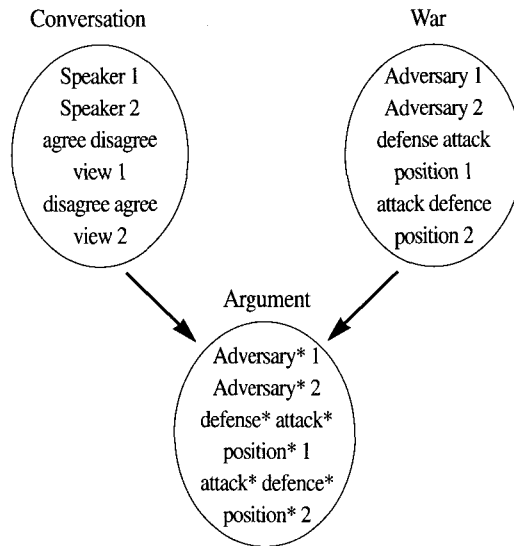 Conversation
War
Speaker 1
Speaker 2
agree disagree
view 1
disagree agree
view 2
Adversary 1
Adversary 2
defense attack
position 1
attack defence
position 2
Argument
Adversary* 1
Adversary* 2
defense* attack*
position* 1
attack* defence*
position* 2